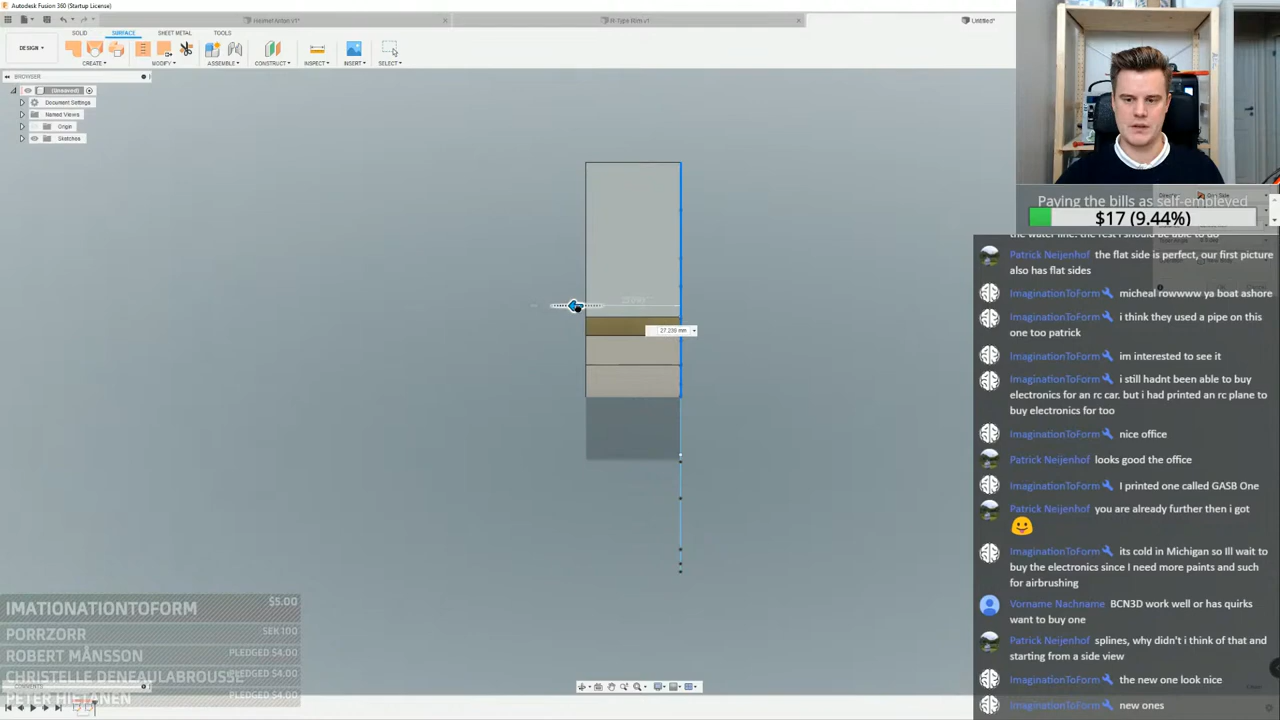 Autodesk Fusion 360 (Startup License)
Untitled*
SOLID SURFACE SHEET METAL TOOLS
DESIGN
CREATE MODIFY ASSEMBLE CONSTRUCT INSPECT INSERT SELECT
BROWSER
(Unsaved)
Document Settings
Named Views
Origin
Sketches
27.239 mm
Paying the bills as self-employed
$17 (9.44%)
Patrick Neijenhof the flat side is perfect, our first picture
also has flat sides
ImaginationToForm micheal rowwww ya boat ashore
ImaginationToForm i think they used a pipe on this
one too patrick
ImaginationToForm im interested to see it
ImaginationToForm i still hadnt been able to buy
electronics for an rc car. but i had printed an rc plane to
buy electronics for too
ImaginationToForm nice office
Patrick Neijenhof looks good the office
ImaginationToForm I printed one called GASB One
Patrick Neijenhof you are already further then i got
ImaginationToForm its cold in Michigan so Ill wait to
buy the electronics since I need more paints and such
for airbrushing
Vorname Nachname BCN3D work well or has quirks
want to buy one
Patrick Neijenhof splines, why didn't i think of that and
starting from a side view
ImaginationToForm the new one look nice
ImaginationToForm new ones
IMATIONATIONTOFORM $5.00
PORRZORR SEK 100
ROBERT MÅNSSON PLEDGED $4.00
CHRISTELLE DENEAULABROUSSE PLEDGED $4.00
PETER HIETANEN PLEDGED $4.00